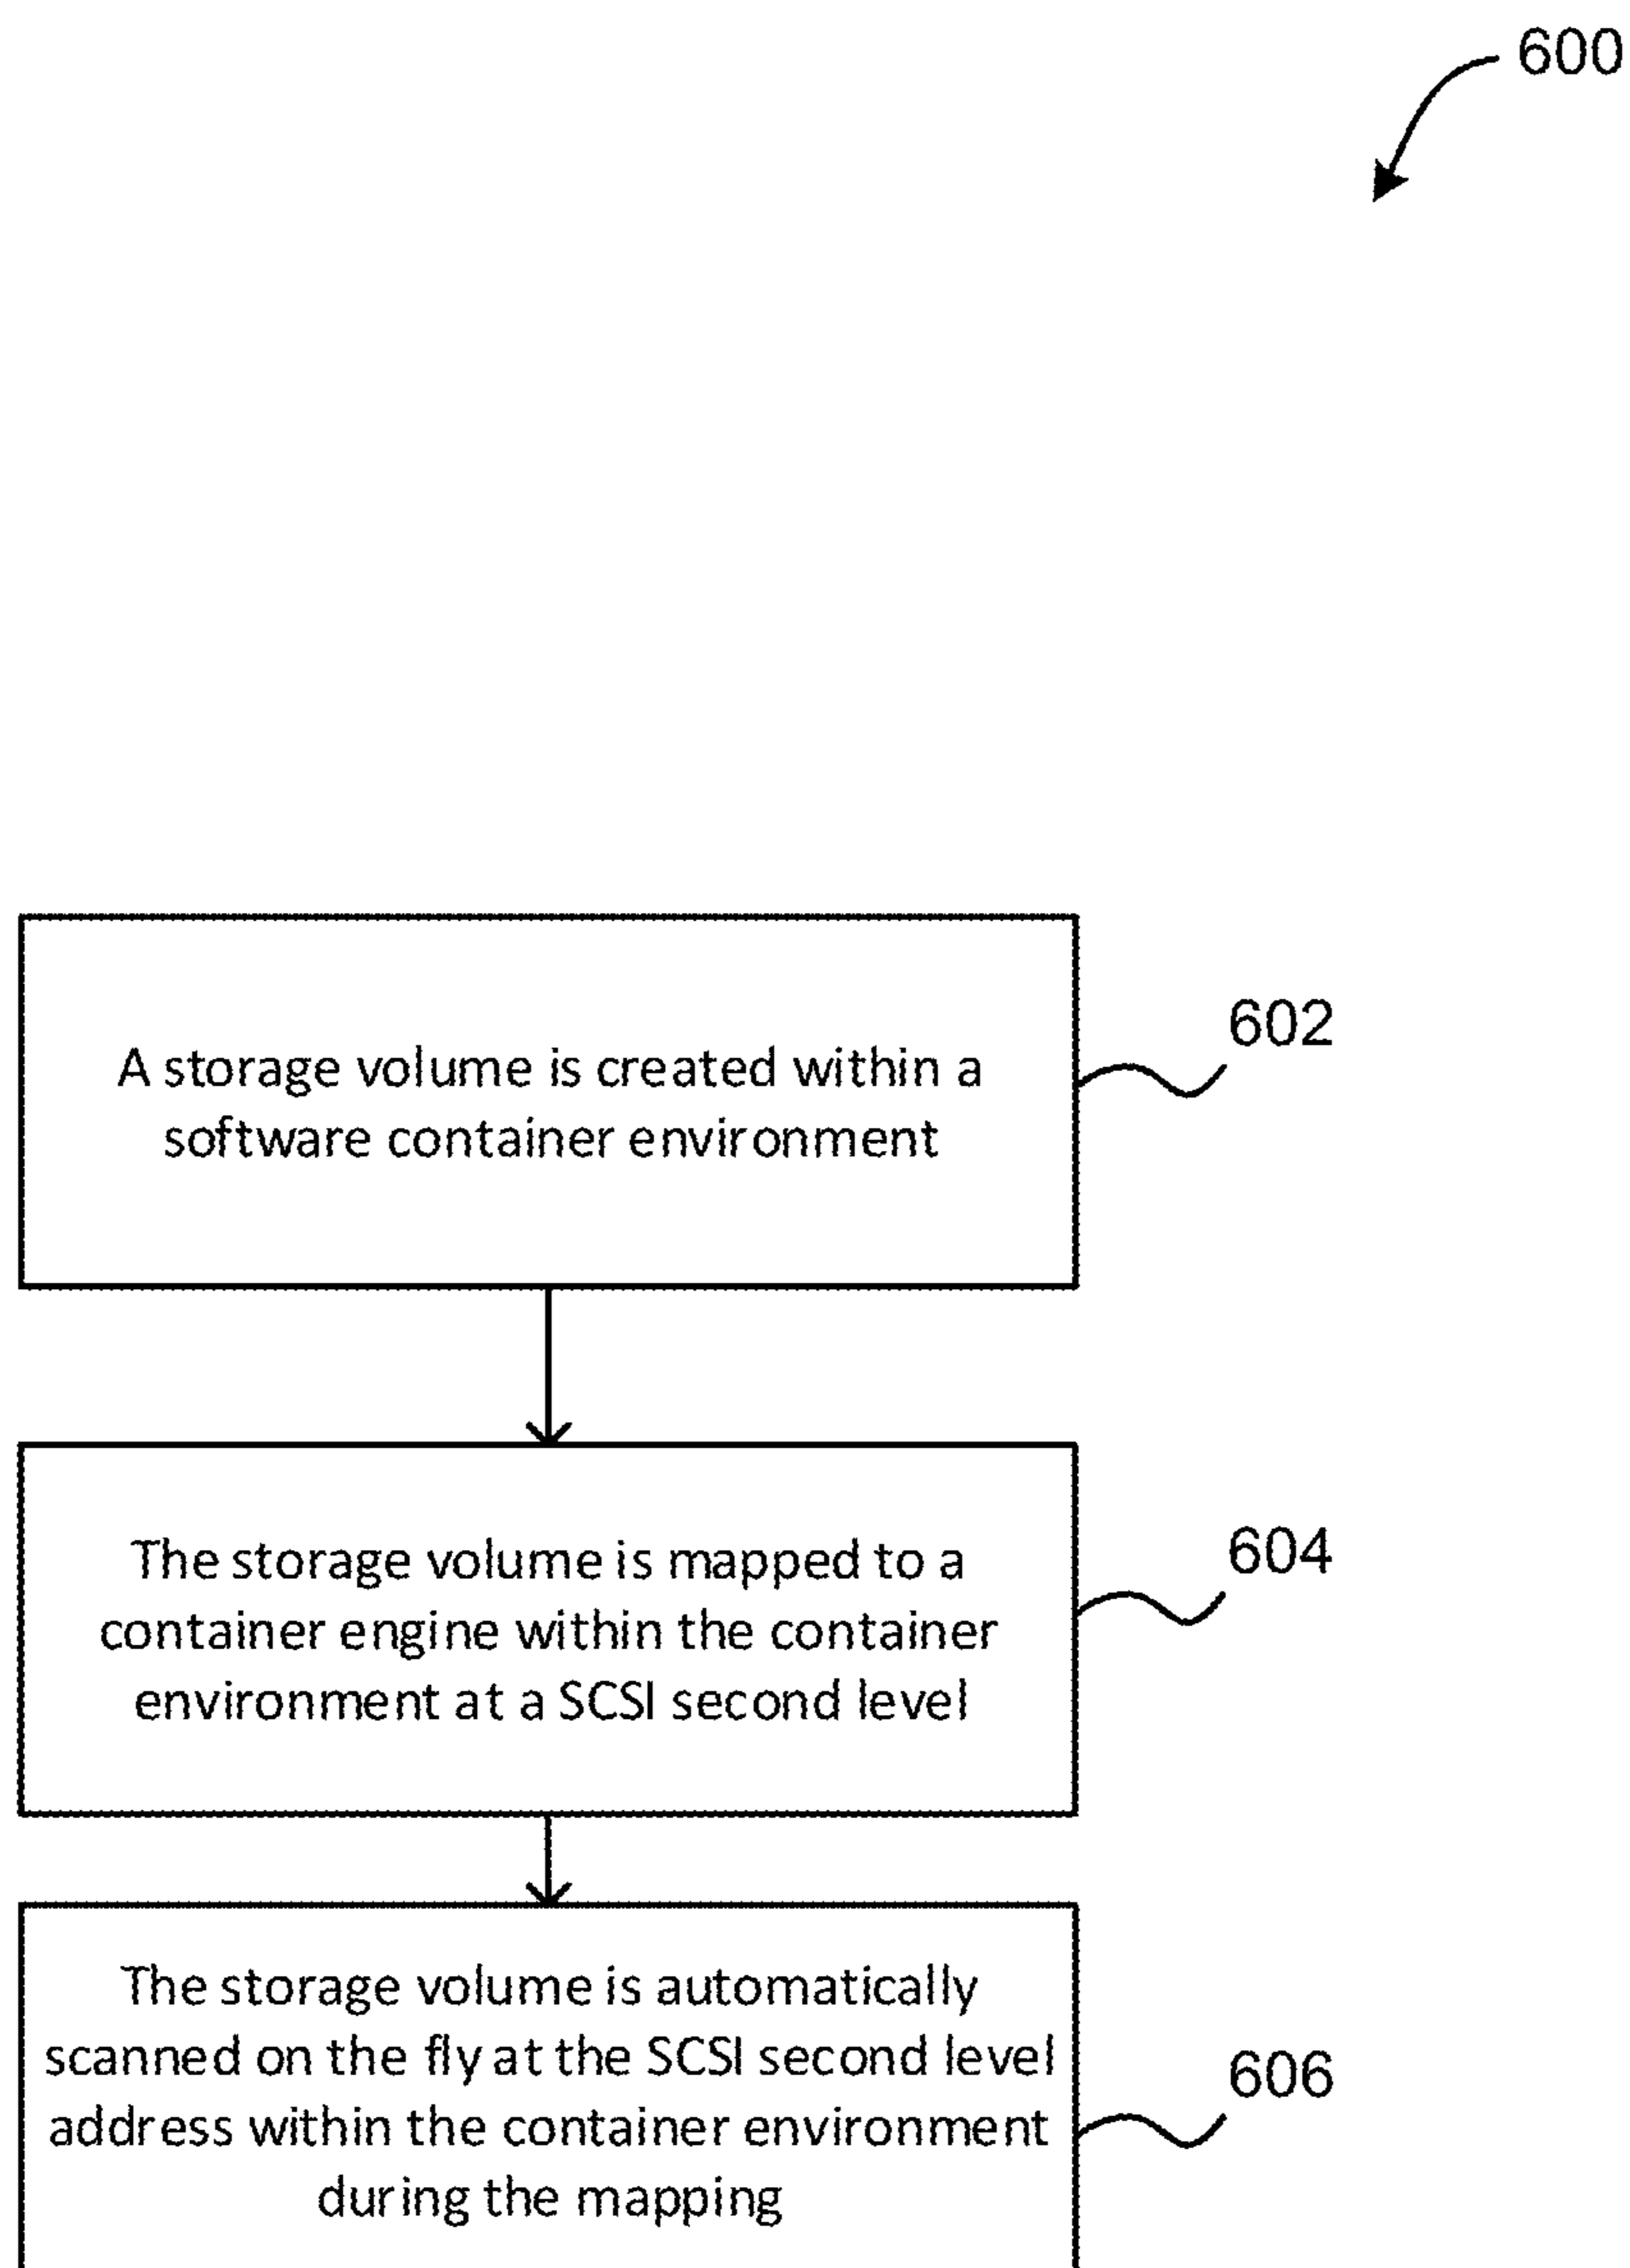 600
A storage volume is created within a
software container environment
602
The storage volume is mapped to a
container engine within the container
environment at a SCSI second level
604
The storage volume is automatically
scanned on the fly at the SCSI second level
address within the container environment
during the mapping
606